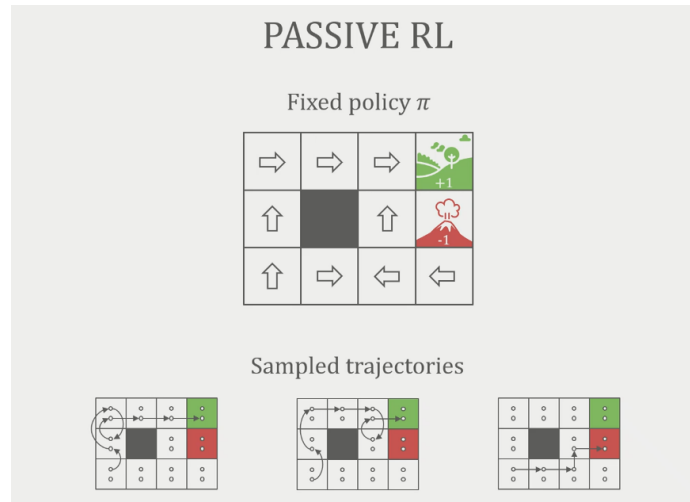 PASSIVE RL
Fixed policy π
+1
-1
Sampled trajectories